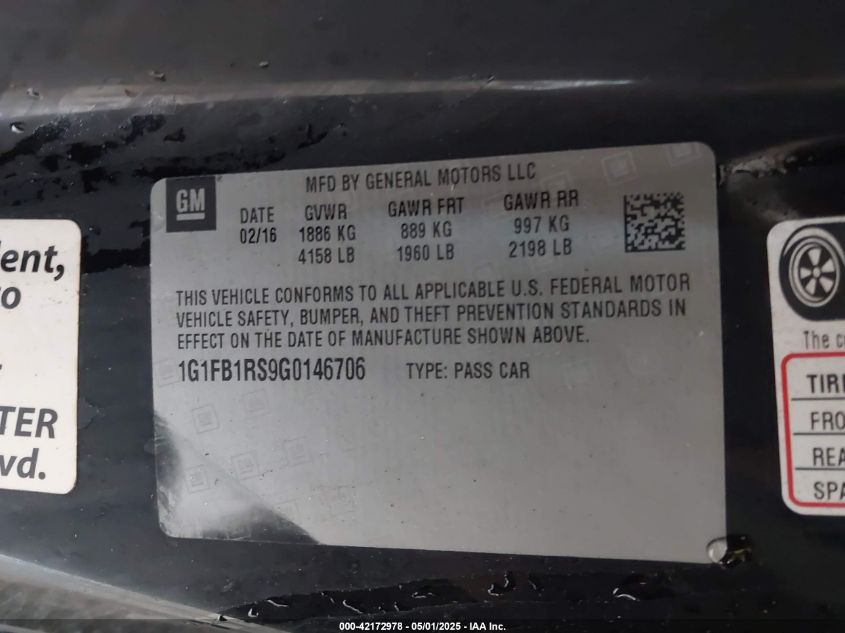 GM
MFD BY GENERAL MOTORS LLC
DATE GVWR GAWR FRT GAWR RR
02/16 1886 KG 889 KG 997 KG
4158 LB 1960 LB 2198 LB
THIS VEHICLE CONFORMS TO ALL APPLICABLE U.S. FEDERAL MOTOR
VEHICLE SAFETY, BUMPER, AND THEFT PREVENTION STANDARDS IN
EFFECT ON THE DATE OF MANUFACTURE SHOWN ABOVE.
1G1FB1RS9G0146706 TYPE: PASS CAR
lent,
TER
vd.
The c
TIR
FRO
REA
SPA
000-42172978 - 05/01/2025 - IAA Inc.